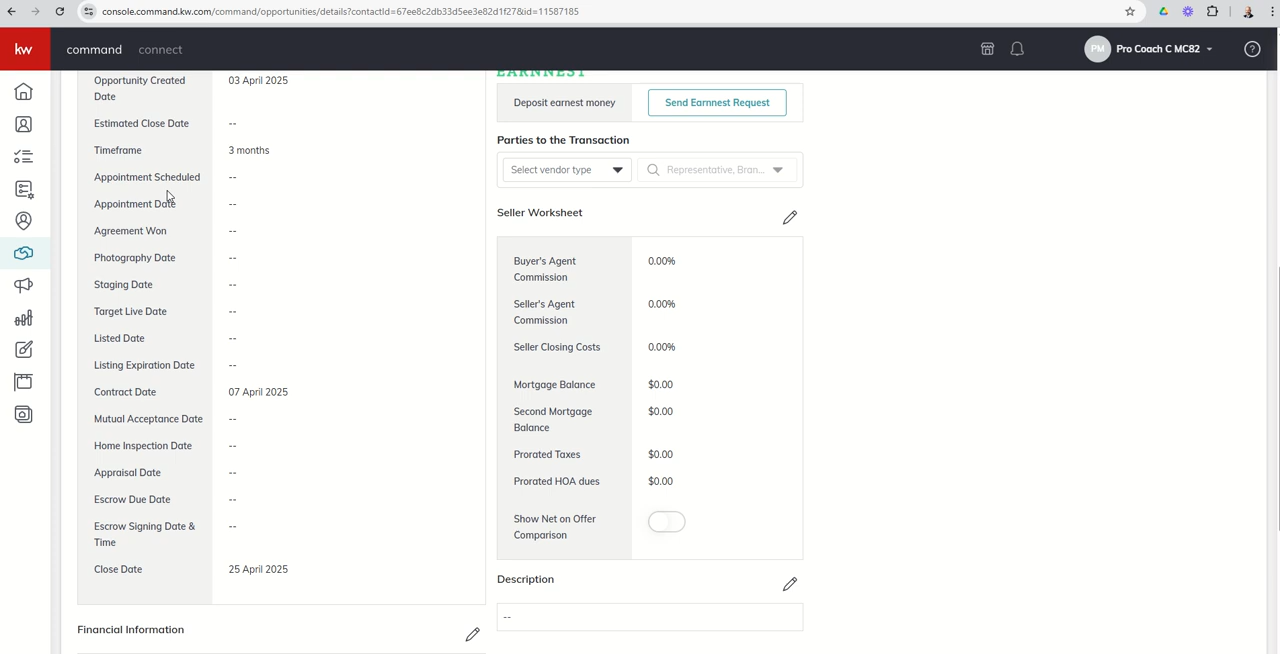 console.command.kw.com/command/opportunities/details?contactId=67ee8c2db33d5ee3e82d1f27&id=11587185
kw
command
connect
PM
Pro Coach C MC82
Opportunity Created
Date
03 April 2025
Estimated Close Date
--
Timeframe
3 months
Appointment Scheduled
--
Appointment Date
--
Agreement Won
--
Photography Date
--
Staging Date
--
Target Live Date
--
Listed Date
--
Listing Expiration Date
--
Contract Date
07 April 2025
Mutual Acceptance Date
--
Home Inspection Date
--
Appraisal Date
--
Escrow Due Date
--
Escrow Signing Date &
Time
--
Close Date
25 April 2025
Financial Information
EARNNEST
Deposit earnest money
Send Earnnest Request
Parties to the Transaction
Select vendor type
Representative, Bran...
Seller Worksheet
Buyer's Agent
Commission
0.00%
Seller's Agent
Commission
0.00%
Seller Closing Costs
0.00%
Mortgage Balance
$0.00
Second Mortgage
Balance
$0.00
Prorated Taxes
$0.00
Prorated HOA dues
$0.00
Show Net on Offer
Comparison
Description
--